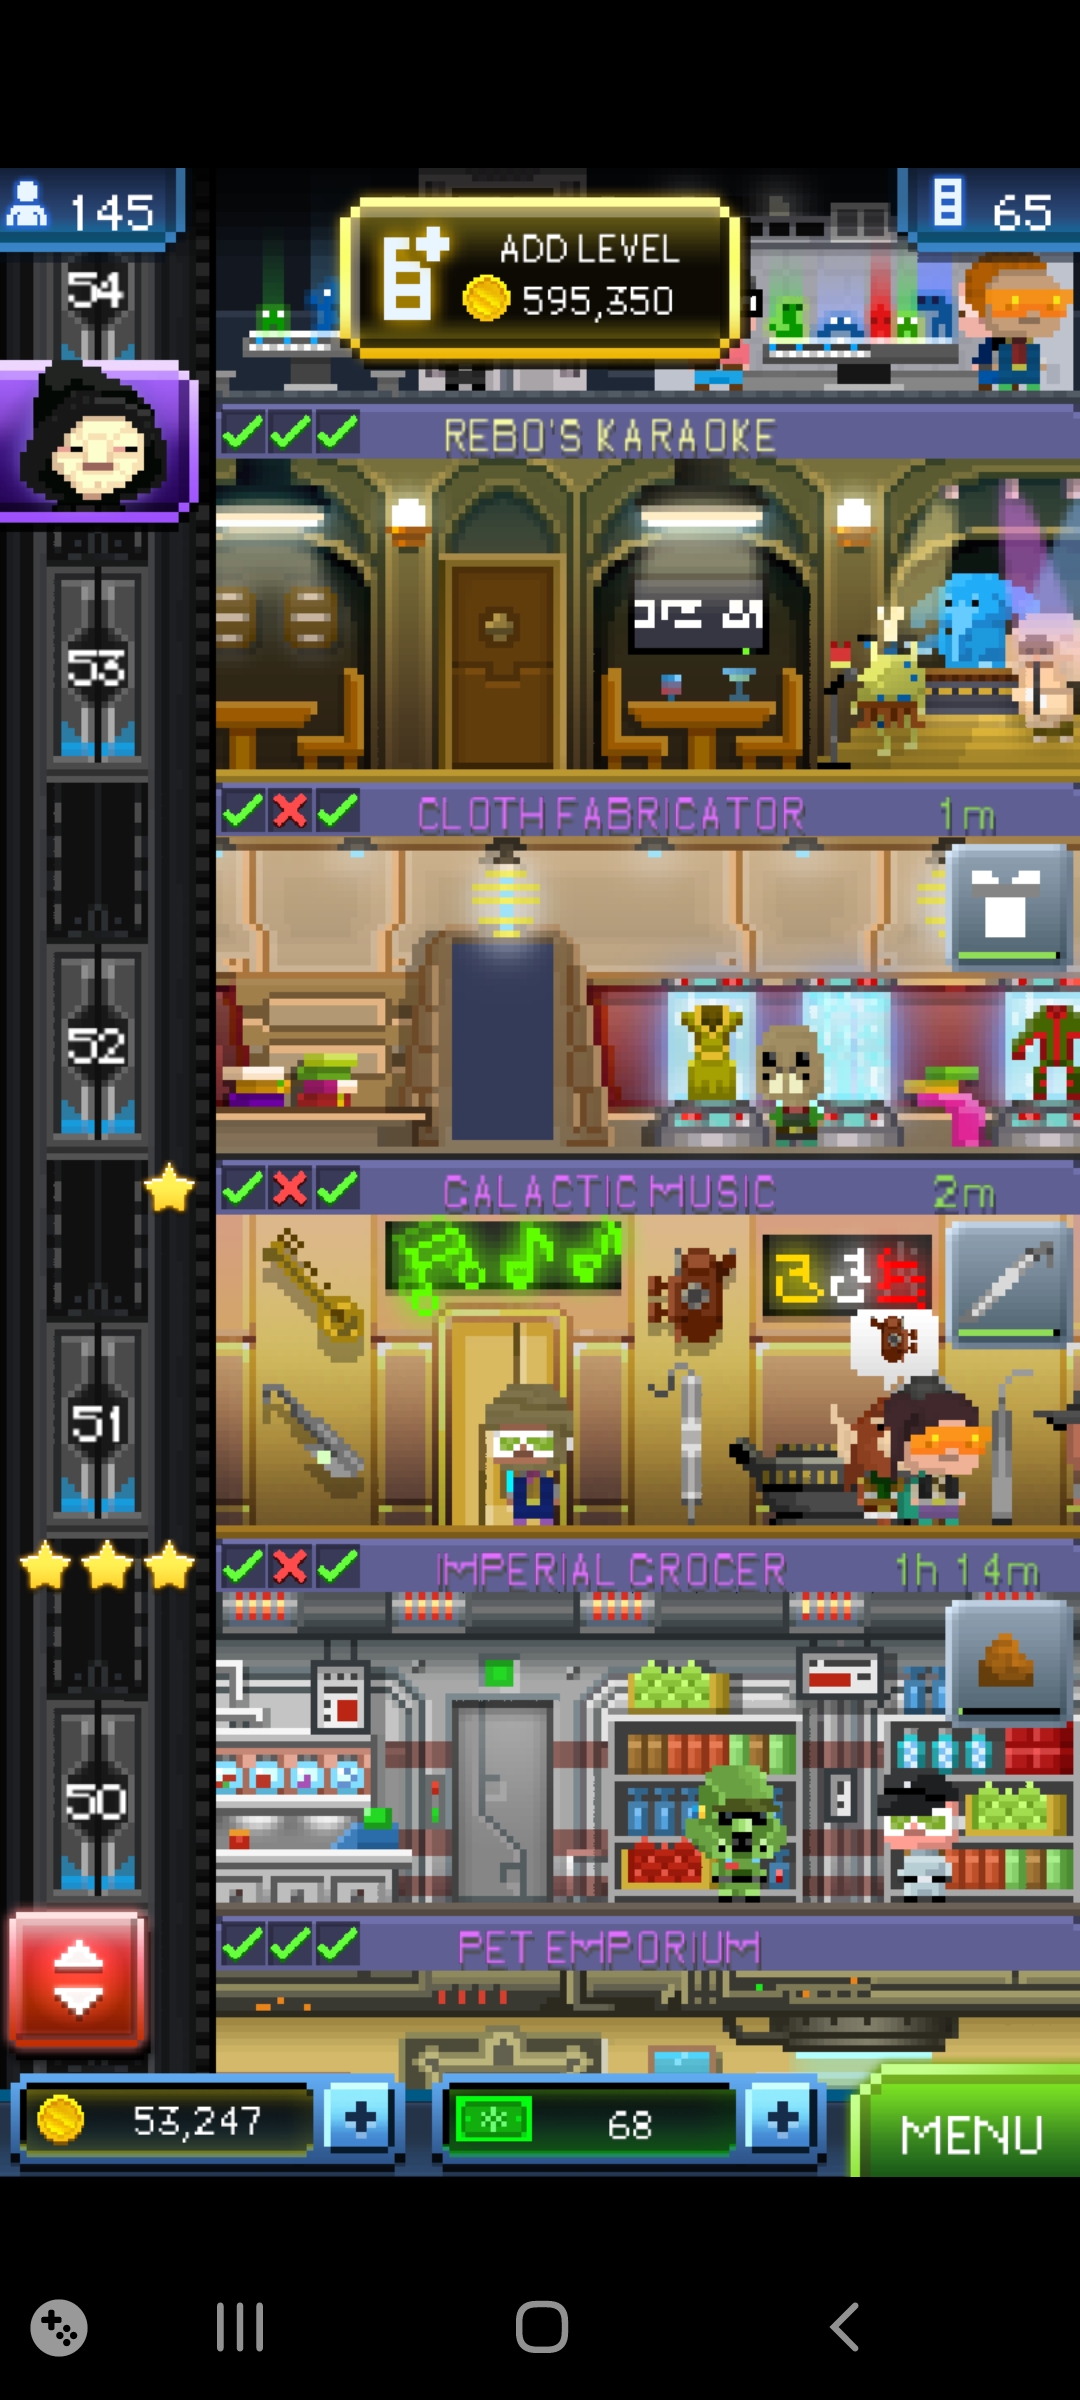 145
ADD LEVEL
595,350
65
54
REBO'S KARAOKE
53
CLOTH FABRICATOR 1m
52
GALACTIC MUSIC 2m
51
IMPERIAL GROCER 1h 14m
50
PET EMPORIUM
53,247
68
MENU